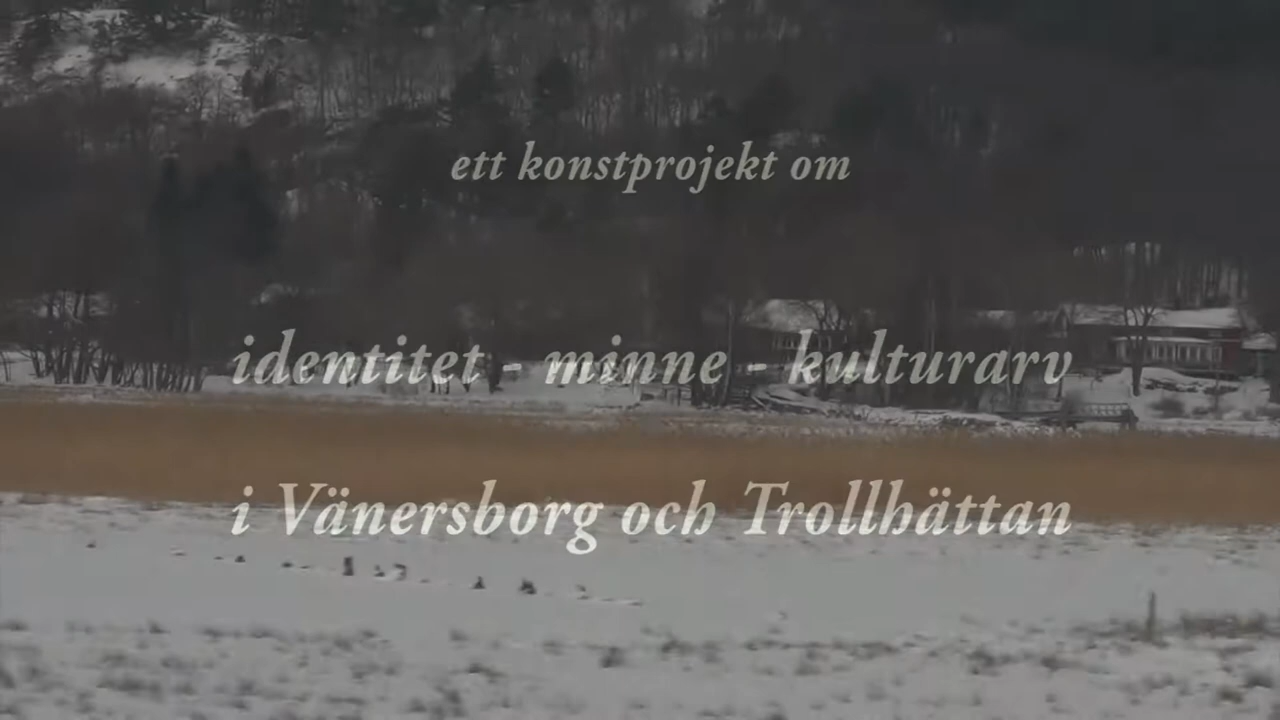 ett konstprojekt om
identitet - minne - kulturarv
i Vänersborg och Trollhättan